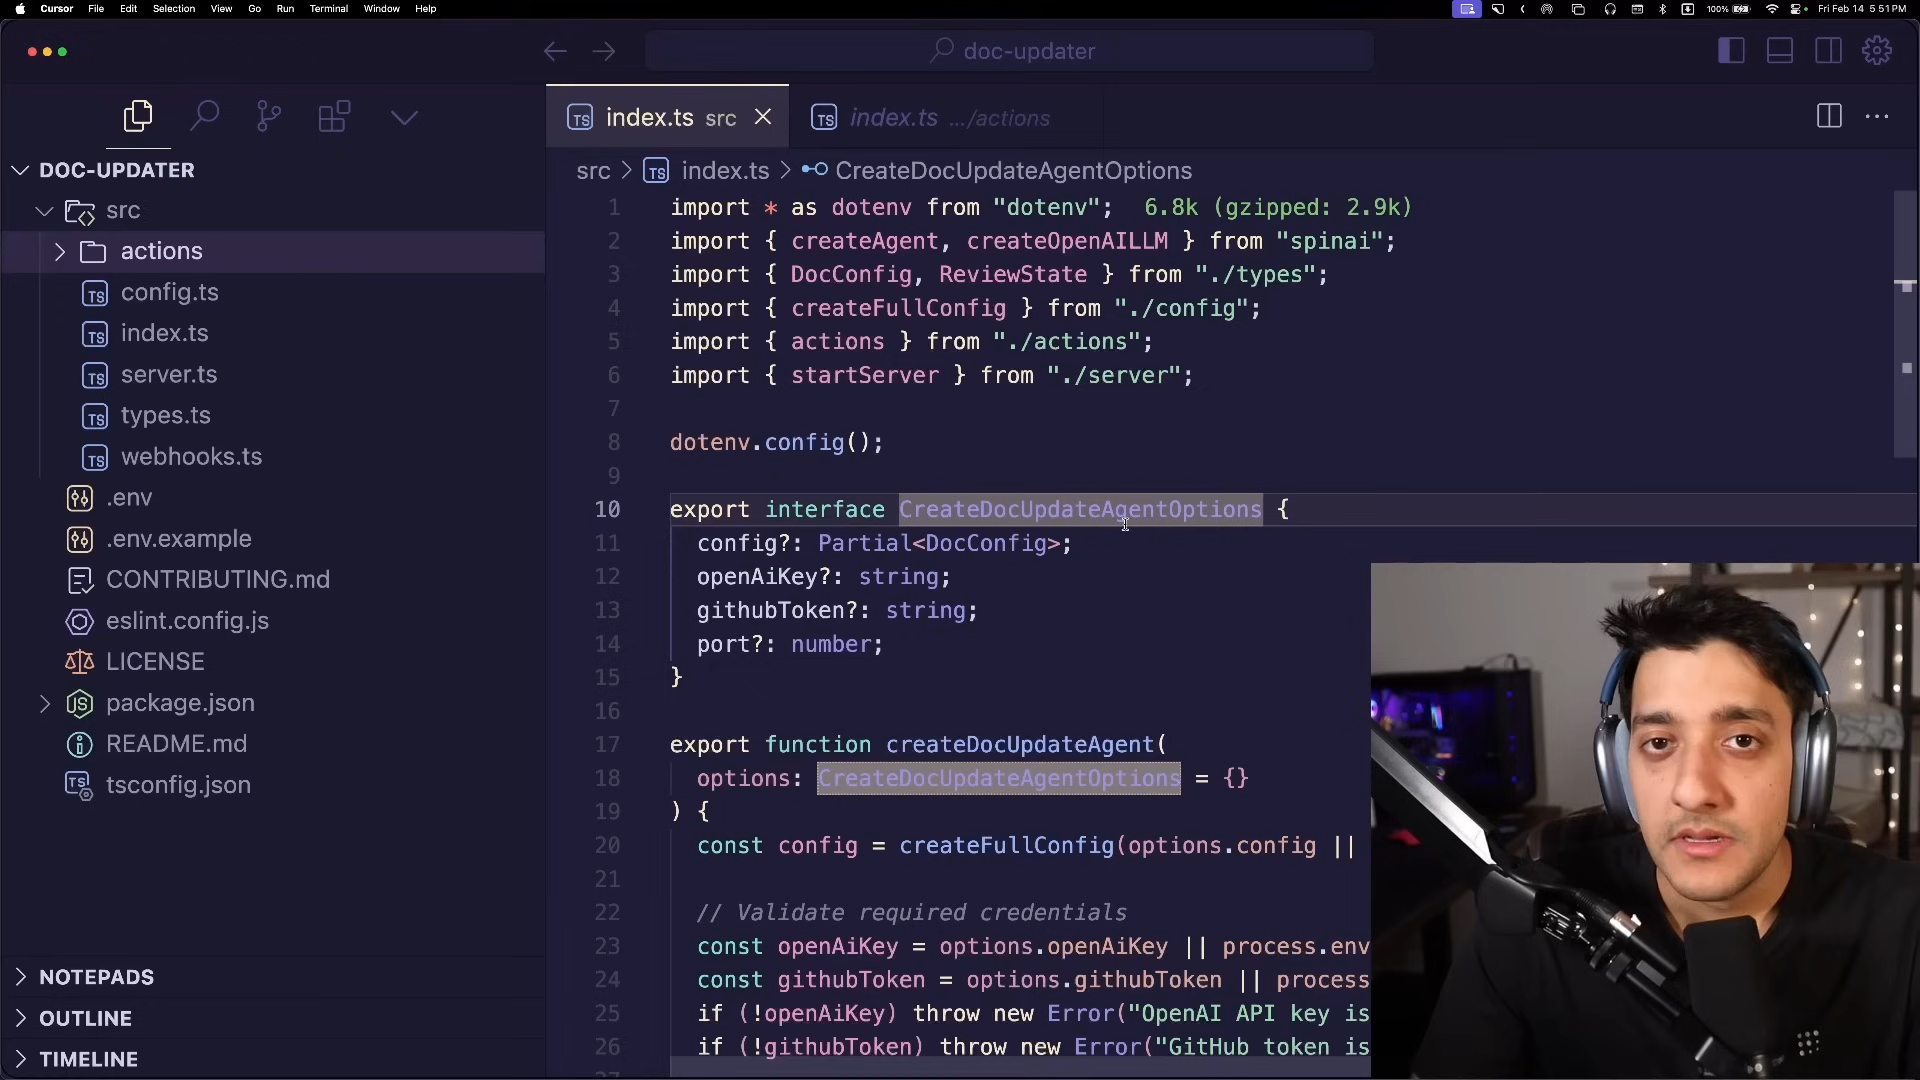 Cursor File Edit Selection View Go Run Terminal Window Help 100% Fri Feb 14 5:51 PM
doc-updater
index.ts src index.ts .../actions
DOC-UPDATER
src > index.ts > CreateDocUpdateAgentOptions
src
actions
config.ts
index.ts
server.ts
types.ts
webhooks.ts
.env
.env.example
CONTRIBUTING.md
eslint.config.js
LICENSE
package.json
README.md
tsconfig.json
NOTEPADS
OUTLINE
TIMELINE
1 import * as dotenv from "dotenv"; 6.8k (gzipped: 2.9k)
2 import { createAgent, createOpenAILLM } from "spinai";
3 import { DocConfig, ReviewState } from "./types";
4 import { createFullConfig } from "./config";
5 import { actions } from "./actions";
6 import { startServer } from "./server";
7
8 dotenv.config();
9
10 export interface CreateDocUpdateAgentOptions {
11 config?: Partial<DocConfig>;
12 openAiKey?: string;
13 githubToken?: string;
14 port?: number;
15 }
16
17 export function createDocUpdateAgent(
18 options: CreateDocUpdateAgentOptions = {}
19 ) {
20 const config = createFullConfig(options.config ||
21
22 // Validate required credentials
23 const openAiKey = options.openAiKey || process.env
24 const githubToken = options.githubToken || process
25 if (!openAiKey) throw new Error("OpenAI API key is
26 if (!githubToken) throw new Error("GitHub token is